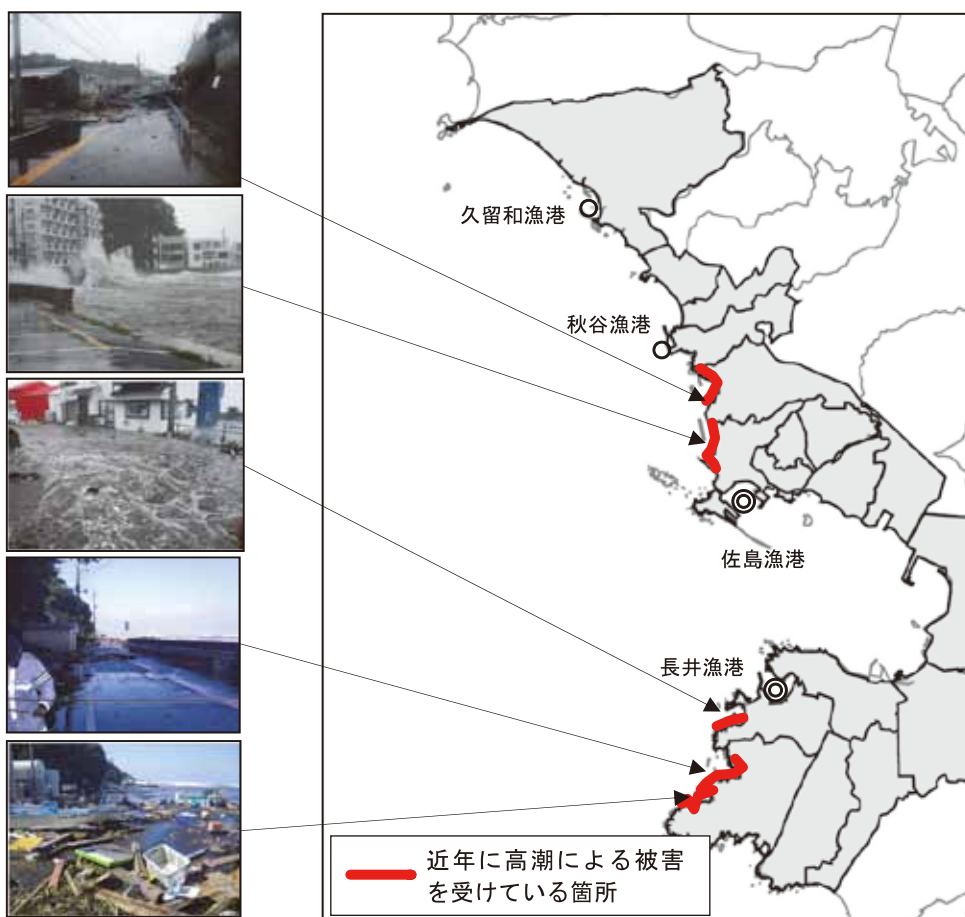 久留和漁港
秋谷漁港
佐島漁港
長井漁港
近年に高潮による被害
を受けている箇所